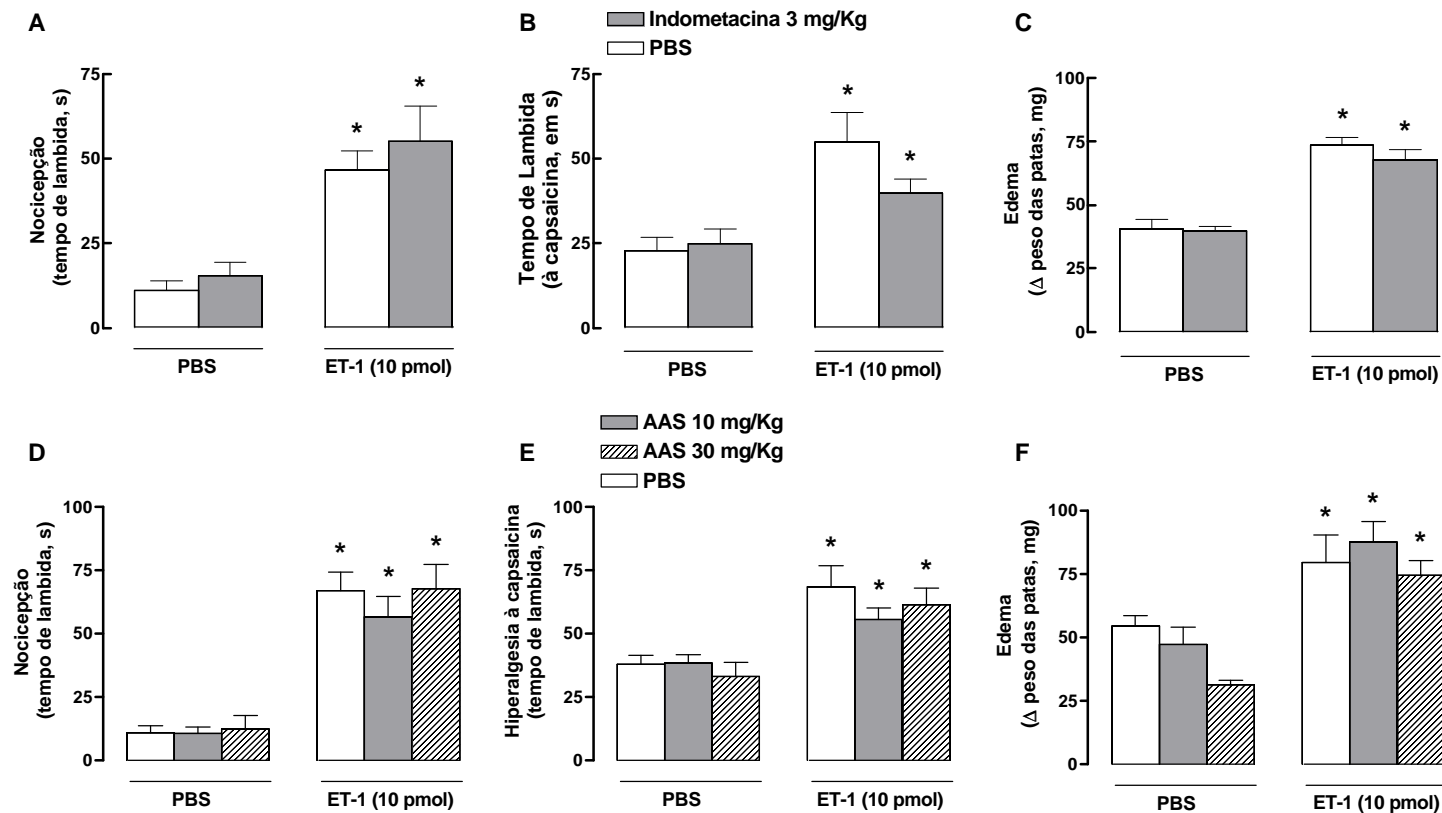 A
B
Indometacina 3 mg/Kg
PBS
C
Nocicepção
(tempo de lambida, s)
75
50
25
0
*
*
PBS
ET-1 (10 pmol)
Tempo de Lambida
(à capsaicina, em s)
75
50
25
0
*
*
PBS
ET-1 (10 pmol)
Edema
(Δ peso das patas, mg)
100
75
50
25
0
*
*
PBS
ET-1 (10 pmol)
D
E
AAS 10 mg/Kg
AAS 30 mg/Kg
PBS
F
Nocicepção
(tempo de lambida, s)
100
75
50
25
0
*
*
*
PBS
ET-1 (10 pmol)
Hiperalgesia à capsaicina
(tempo de lambida, s)
100
75
50
25
0
*
*
*
PBS
ET-1 (10 pmol)
Edema
(Δ peso das patas, mg)
100
75
50
25
0
*
*
*
PBS
ET-1 (10 pmol)